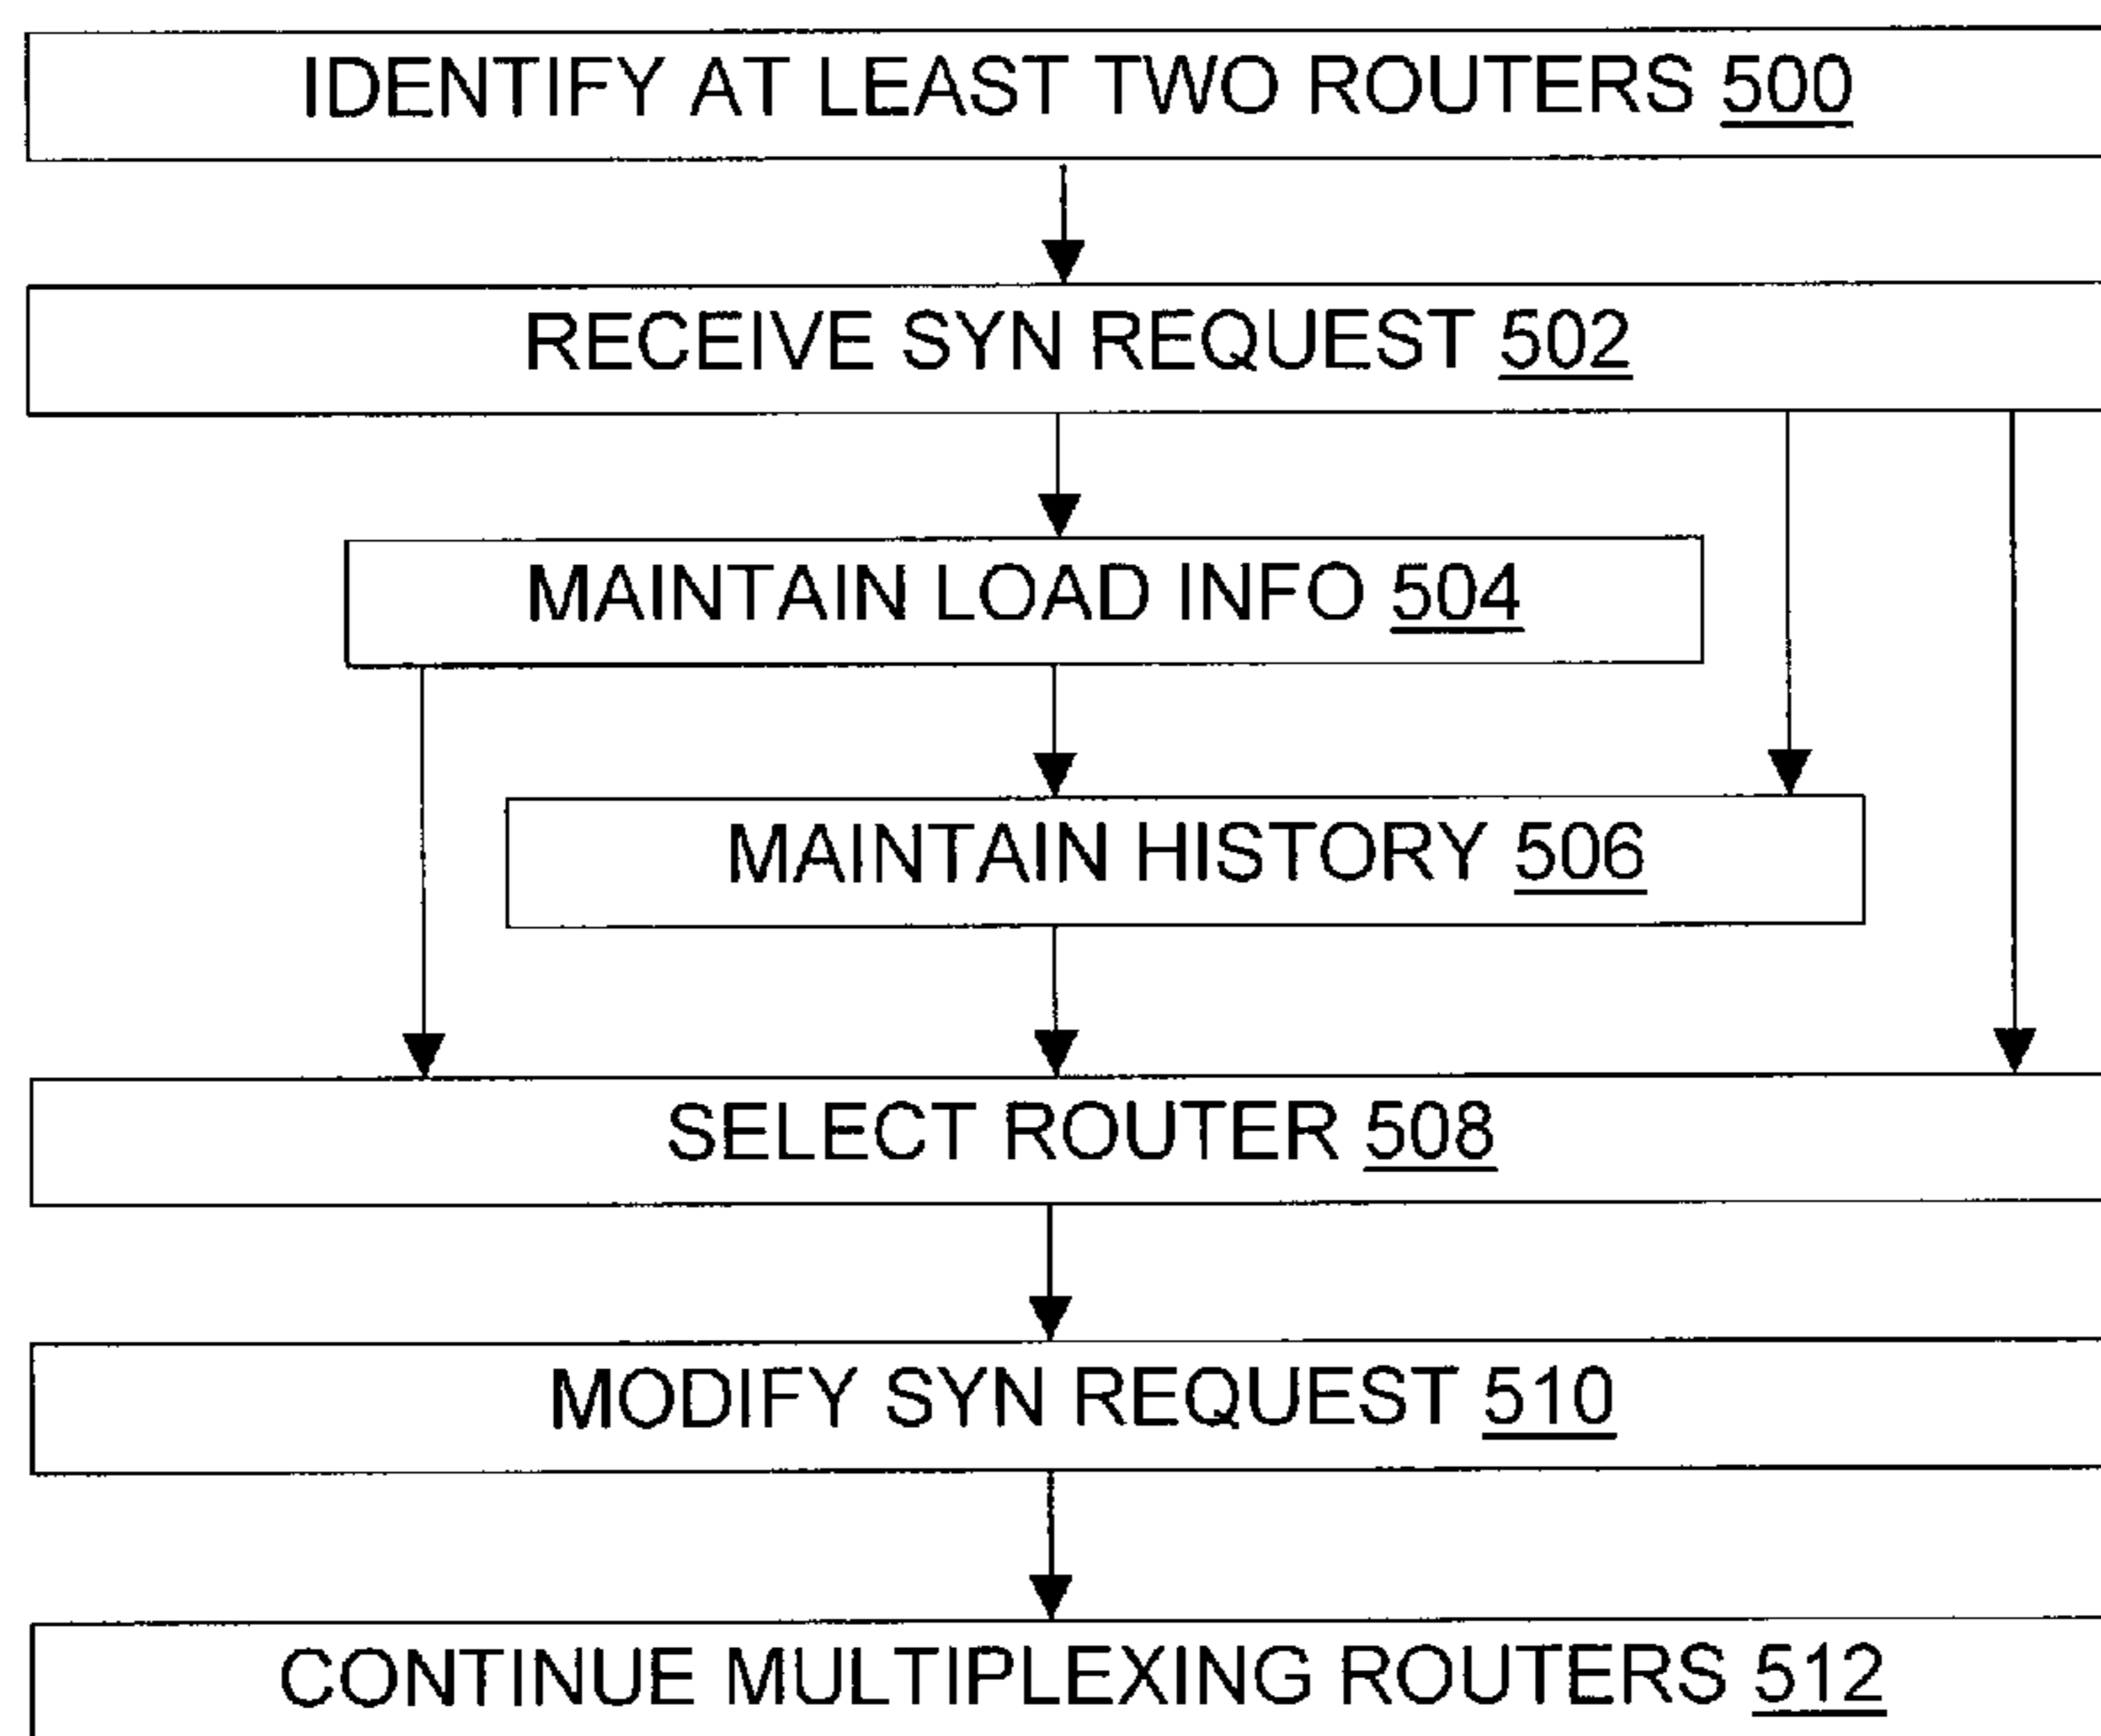 IDENTIFY AT LEAST TWO ROUTERS 500
RECEIVE SYN REQUEST 502
MAINTAIN LOAD INFO 504
MAINTAIN HISTORY 506
SELECT ROUTER 508
MODIFY SYN REQUEST 510
CONTINUE MULTIPLEXING ROUTERS 512